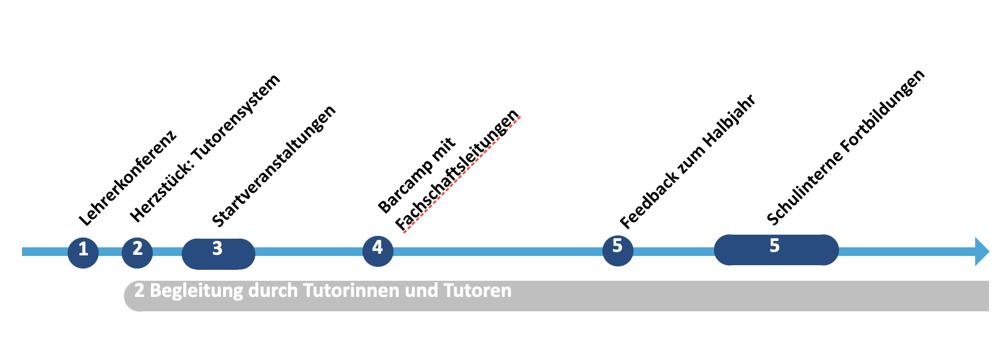 Lehrerkonferenz
Herzstück: Tutorensystem
Startveranstaltungen
Barcamp mit
Fachschaftsleitungen
Feedback zum Halbjahr
Schulinterne Fortbildungen
1
2
3
4
5
5
2 Begleitung durch Tutorinnen und Tutoren